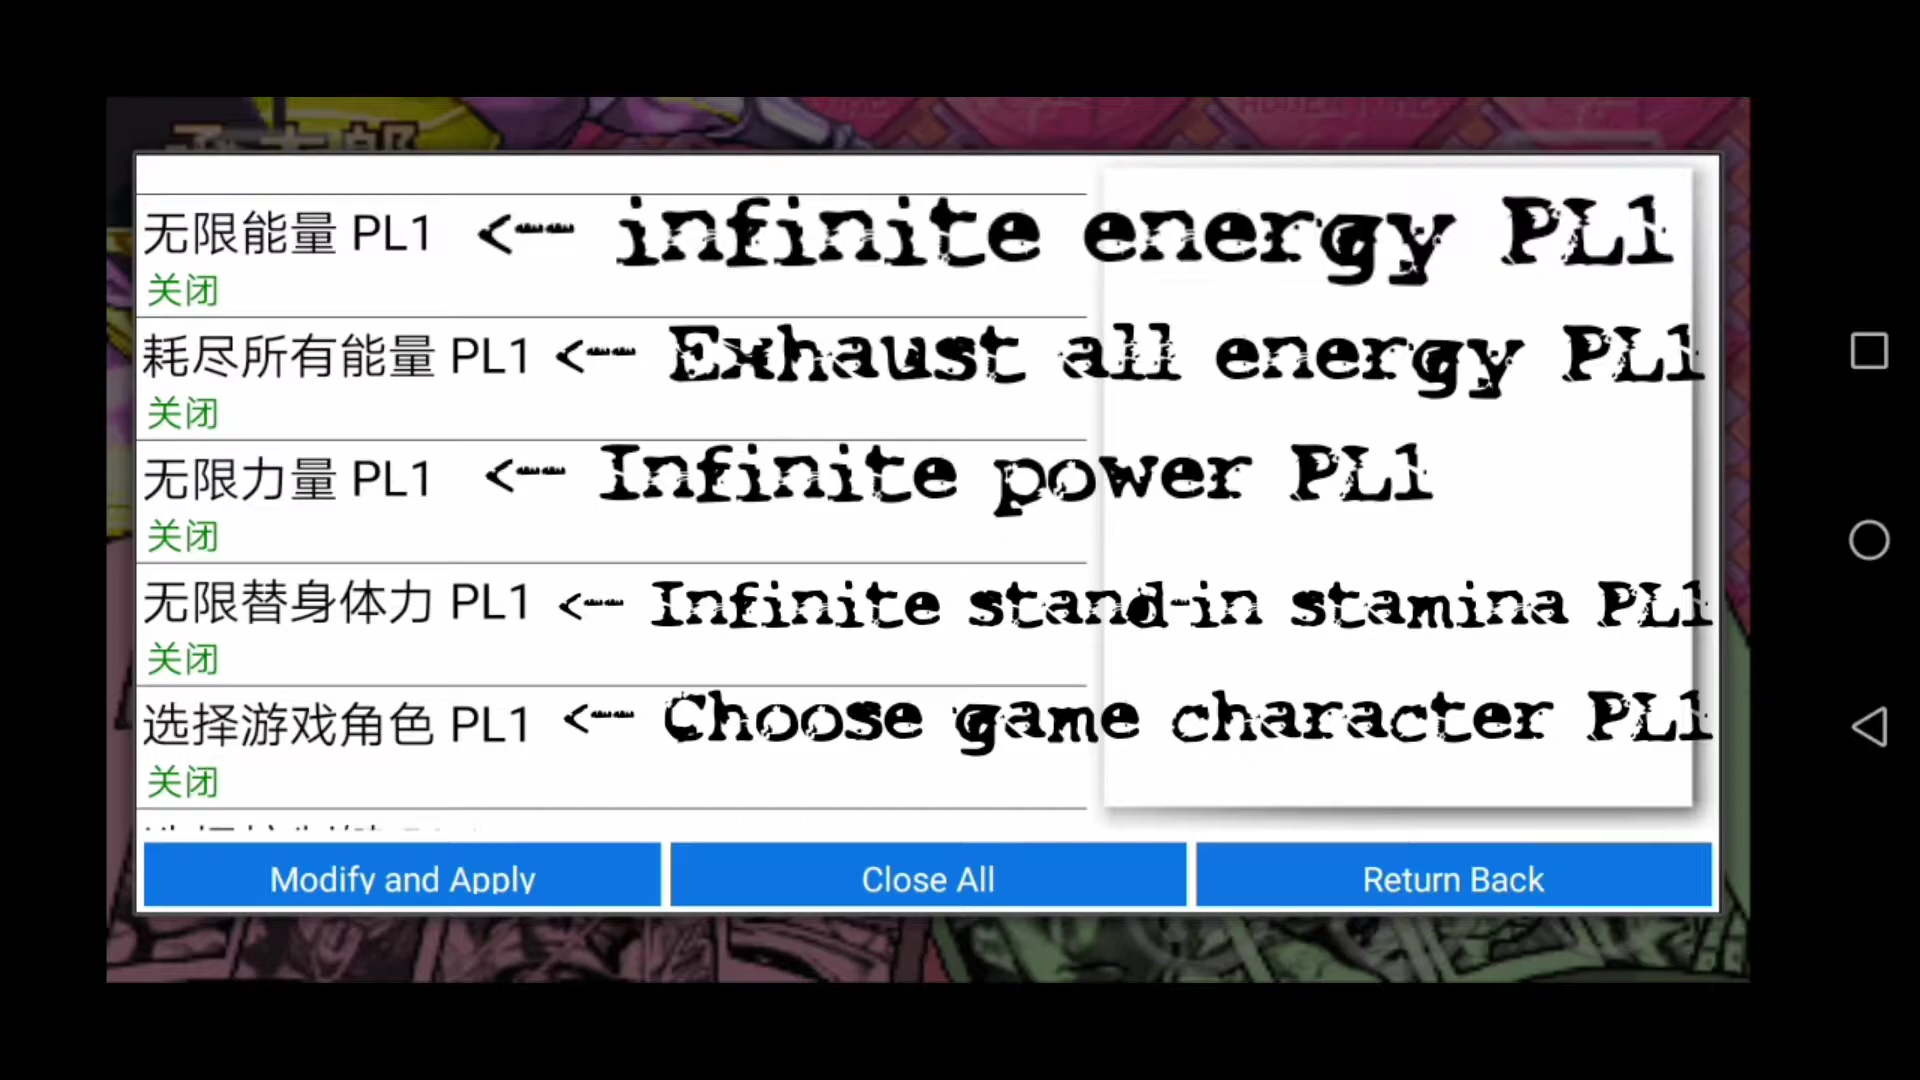 无限能量 PL1 <-- infinite energy PL1
关闭
耗尽所有能量 PL1 <-- Exhaust all energy PL1
关闭
无限力量 PL1 <-- Infinite power PL1
关闭
无限替身体力 PL1 <-- Infinite stand-in stamina PL1
关闭
选择游戏角色 PL1 <-- Choose game character PL1
关闭
Modify and Apply
Close All
Return Back